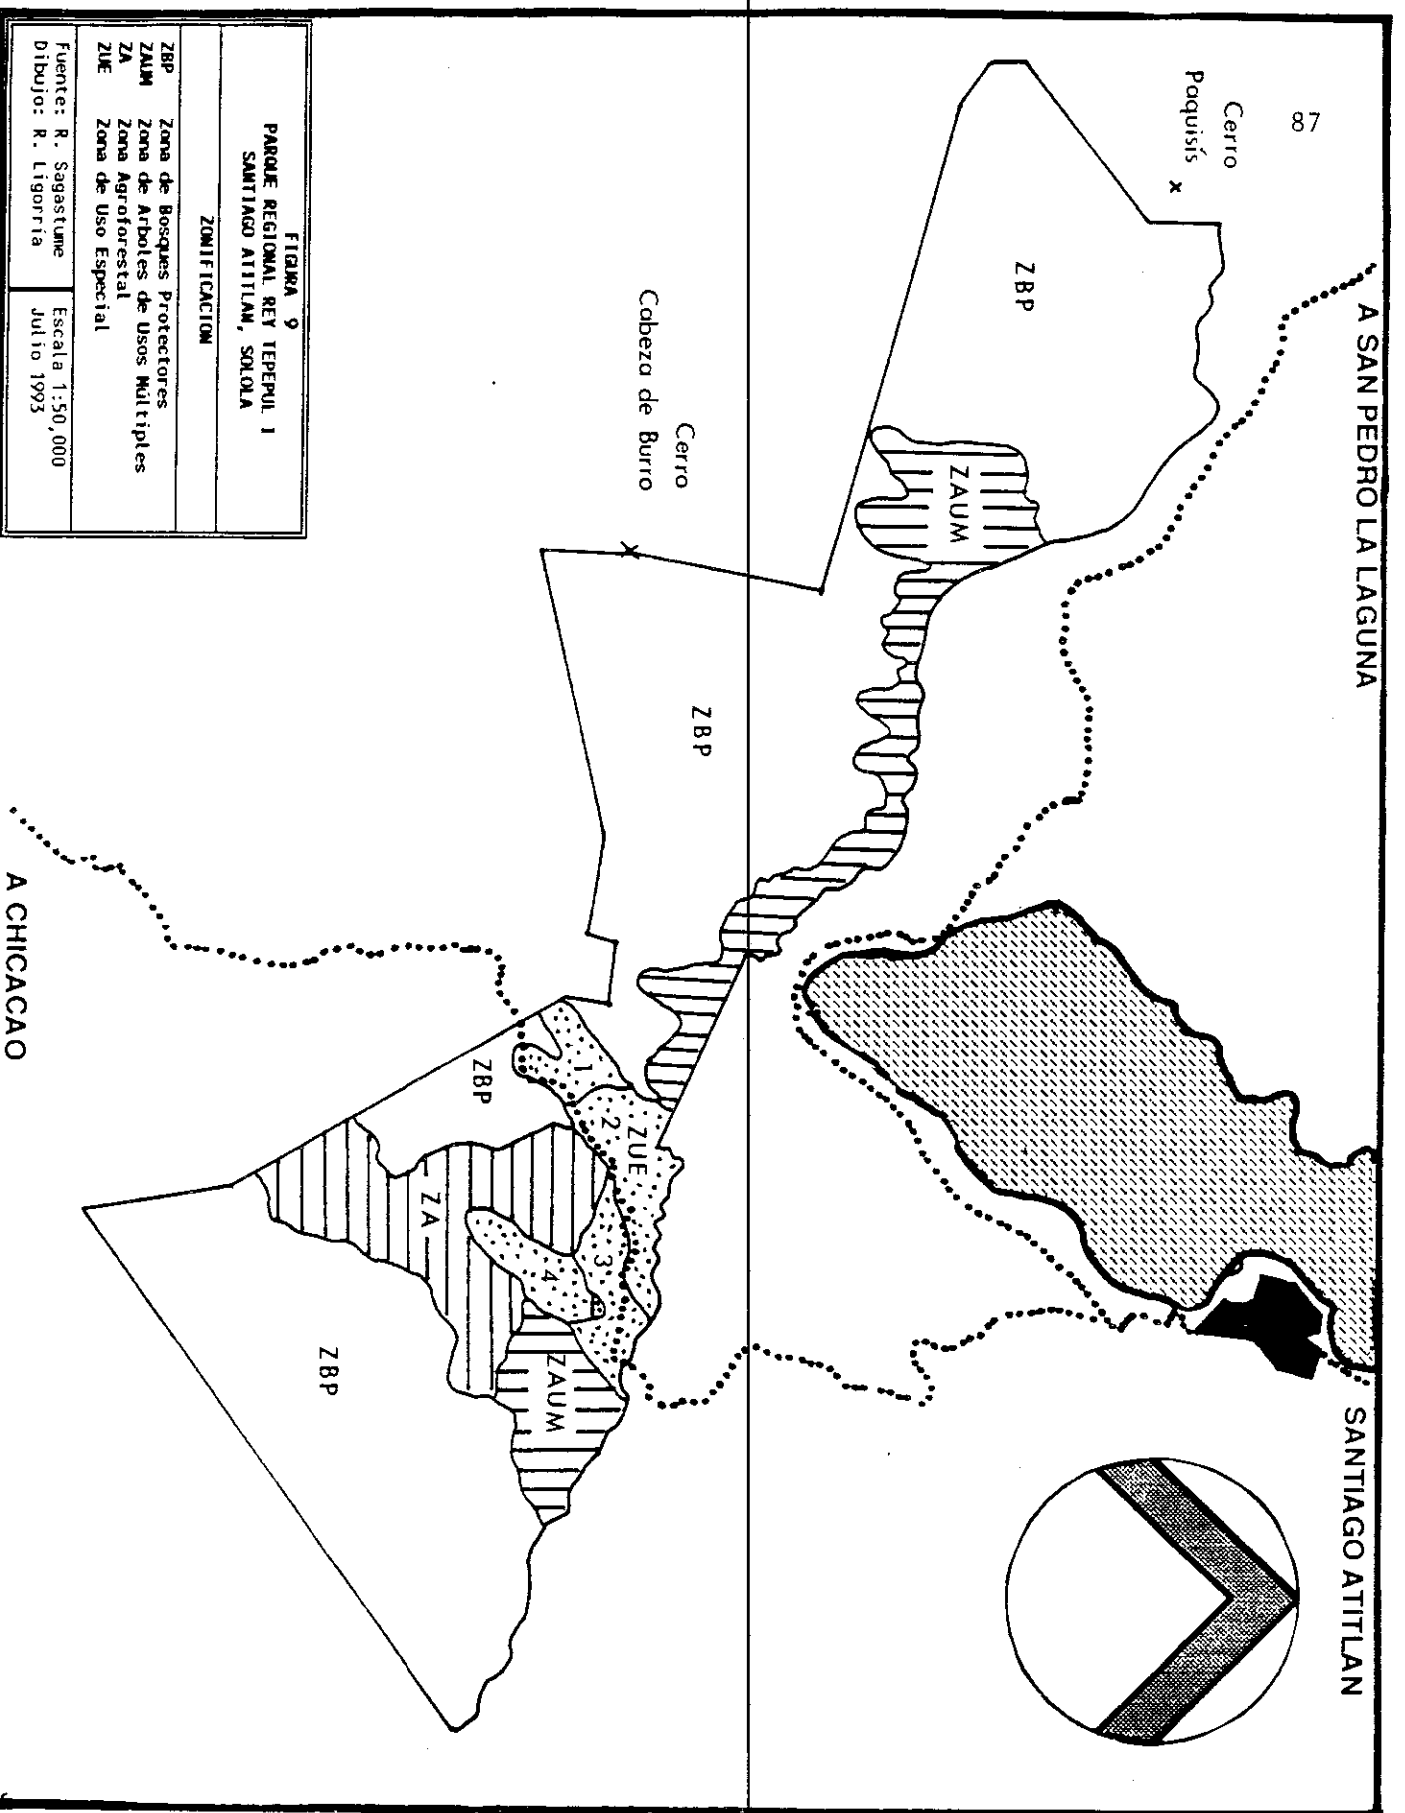 87
A SAN PEDRO LA LAGUNA
SANTIAGO ATITLAN
Cerro
Paquisís x
ZBP
ZAUM
Cerro
Cabeza de Burro
x
ZBP
1
2
ZUE
3
4
ZBP
ZA
ZAUM
ZBP
A CHICACAO
FIGURA 9
PARQUE REGIONAL REY TEPEPUL I
SANTIAGO ATITLAN, SOLOLA
ZONIFICACION
ZBP Zona de Bosques Protectores
ZAUM Zona de Arboles de Usos Múltiples
ZA Zona Agroforestal
ZUE Zona de Uso Especial
Fuente: R. Sagastume
Dibujo: R. Ligorría
Escala 1:50,000
Julio 1993